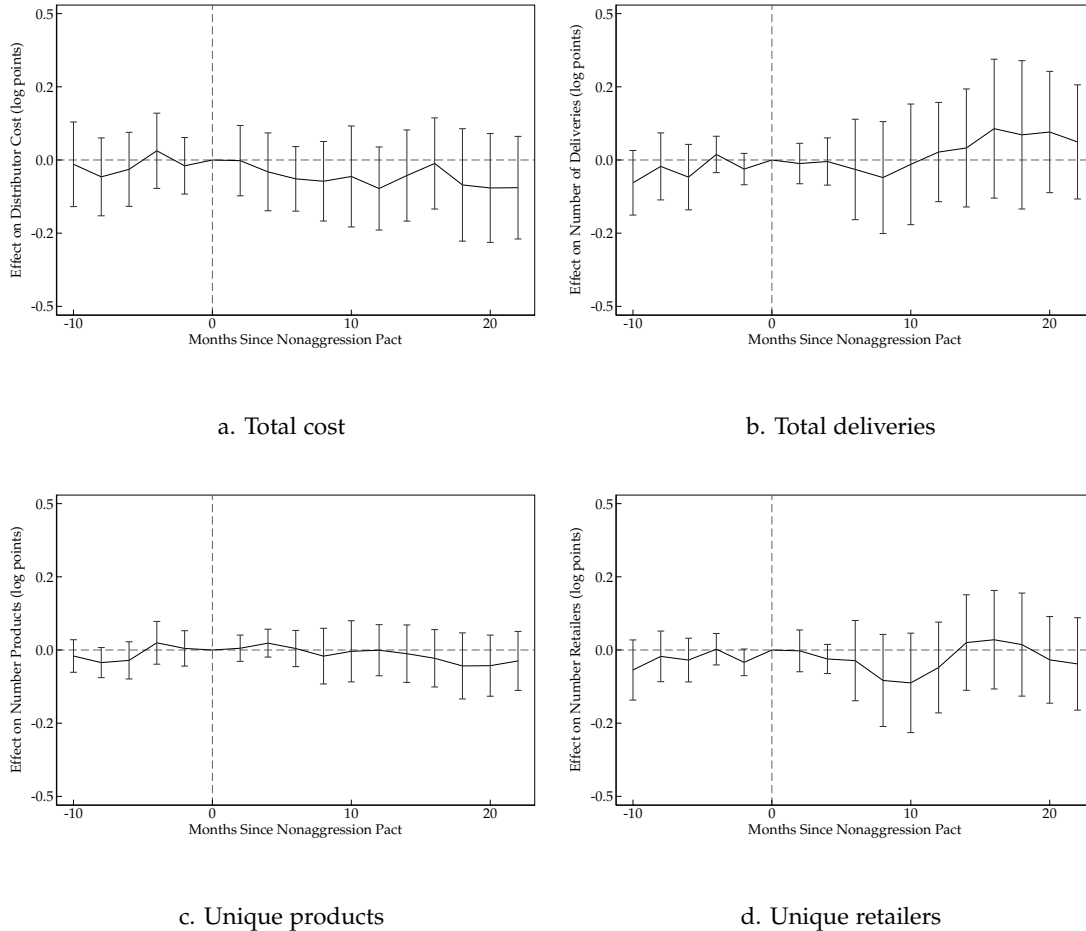 Effect on Distributor Cost (log points)
0.5
0.2
0.0
-0.2
-0.5
-10 0 10 20
Months Since Nonaggression Pact
a. Total cost
Effect on Number of Deliveries (log points)
0.5
0.2
0.0
-0.2
-0.5
-10 0 10 20
Months Since Nonaggression Pact
b. Total deliveries
Effect on Number Products (log points)
0.5
0.2
0.0
-0.2
-0.5
-10 0 10 20
Months Since Nonaggression Pact
c. Unique products
Effect on Number Retailers (log points)
0.5
0.2
0.0
-0.2
-0.5
-10 0 10 20
Months Since Nonaggression Pact
d. Unique retailers